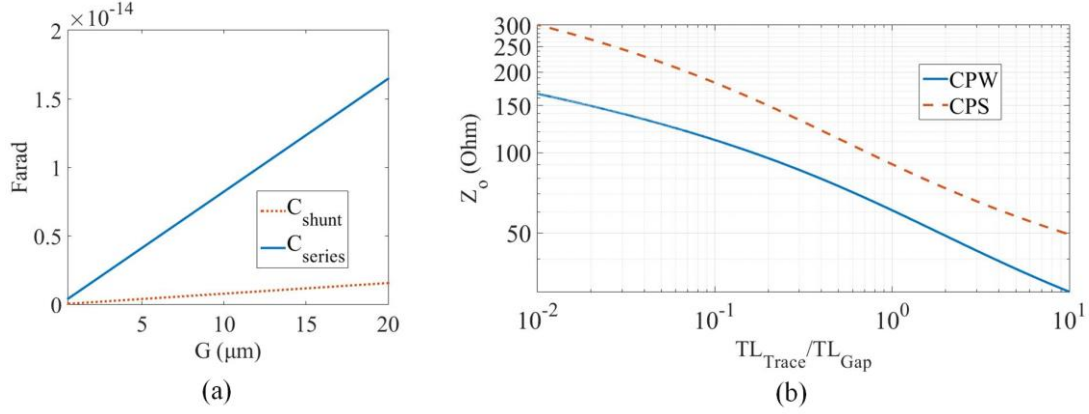 ×10⁻¹⁴
2
1.5
1
0.5
0
Farad
C_shunt
C_series
5
10
15
20
G (μm)
(a)
300
250
200
150
100
50
Z_o (Ohm)
CPW
CPS
10⁻²
10⁻¹
10⁰
10¹
TL_Trace/TL_Gap
(b)